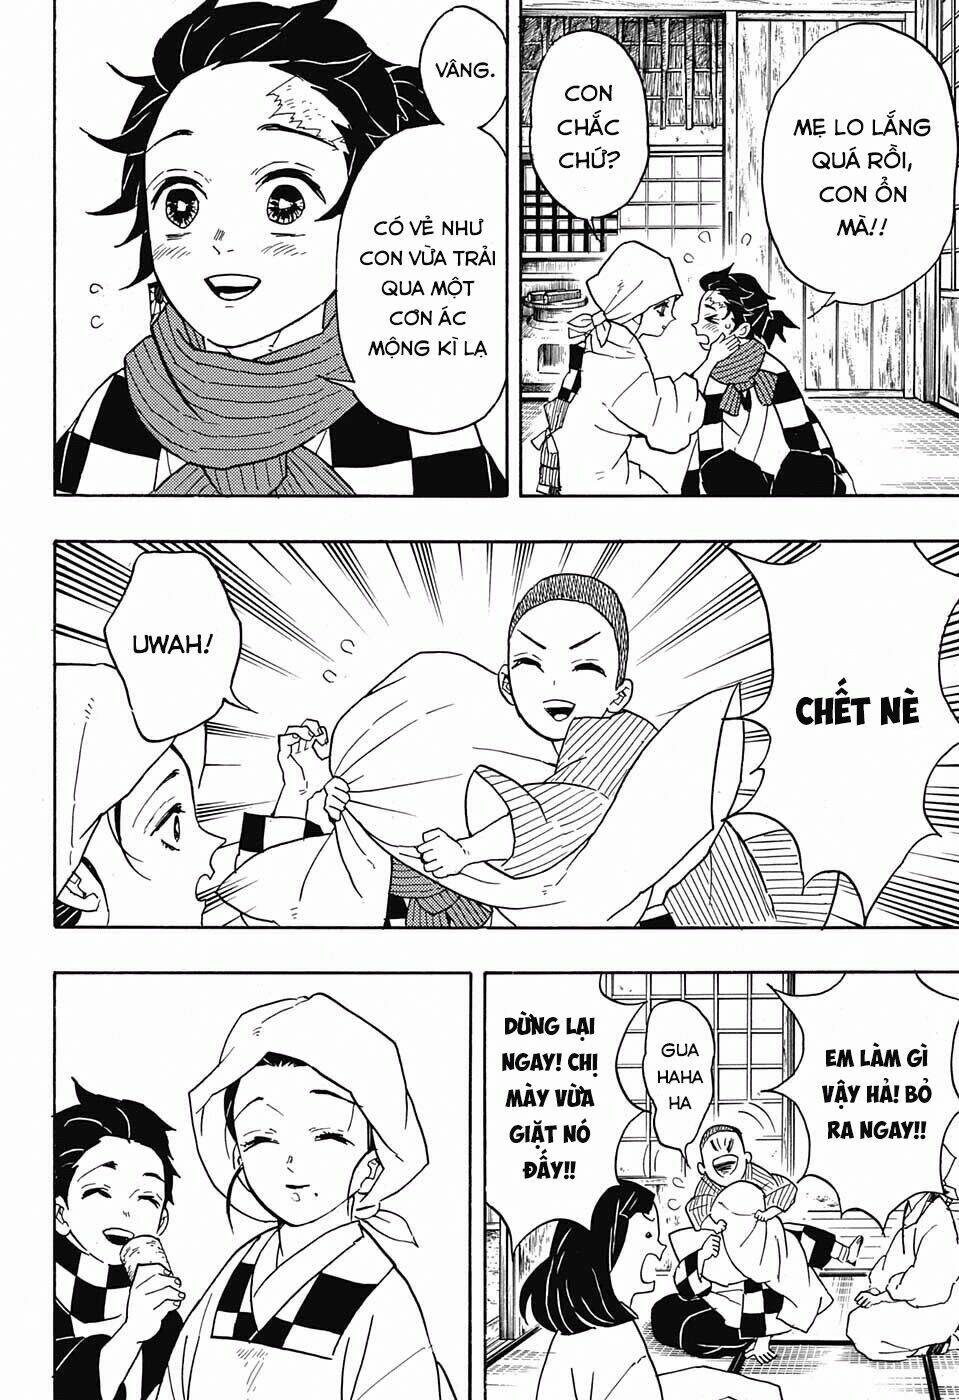 MẸ LO LẮNG
QUÁ RỒI,
CON ỔN
MÀ!!
CON
CHẮC
CHỨ?
VÂNG.
CÓ VẺ NHƯ
CON VỪA TRẢI
QUA MỘT
CƠN ÁC
MỘNG KÌ LẠ
CHẾT NÈ
UWAH!
EM LÀM GÌ
VẬY HẢ! BỎ
RA NGAY!!
GUA
HAHA
HA
DỪNG LẠI
NGAY! CHỊ
MÀY VỪA
GIẶT NÓ
ĐẤY!!